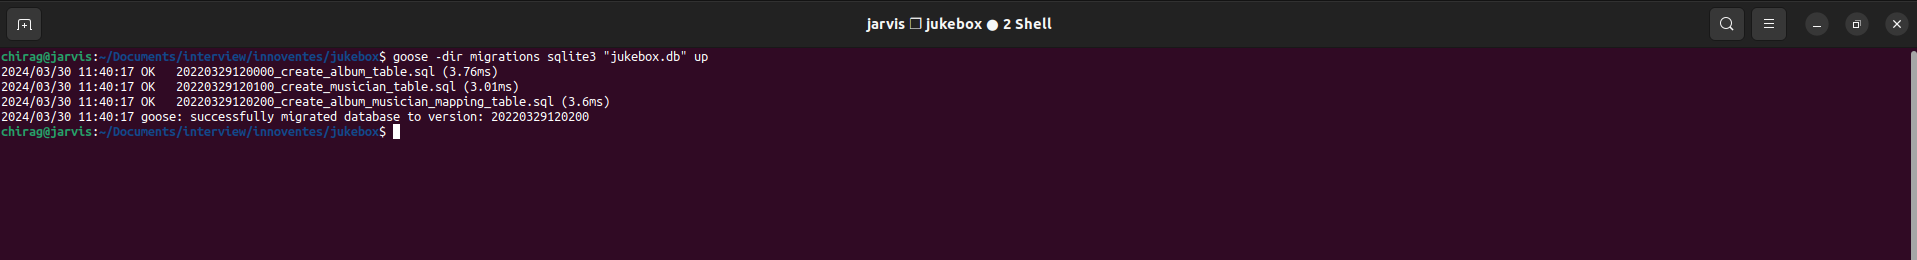 jarvis ❐ jukebox ● 2 Shell
chirag@jarvis:~/Documents/interview/innoventes/jukebox$ goose -dir migrations sqlite3 "jukebox.db" up
2024/03/30 11:40:17 OK   20220329120000_create_album_table.sql (3.76ms)
2024/03/30 11:40:17 OK   20220329120100_create_musician_table.sql (3.01ms)
2024/03/30 11:40:17 OK   20220329120200_create_album_musician_mapping_table.sql (3.6ms)
2024/03/30 11:40:17 goose: successfully migrated database to version: 20220329120200
chirag@jarvis:~/Documents/interview/innoventes/jukebox$